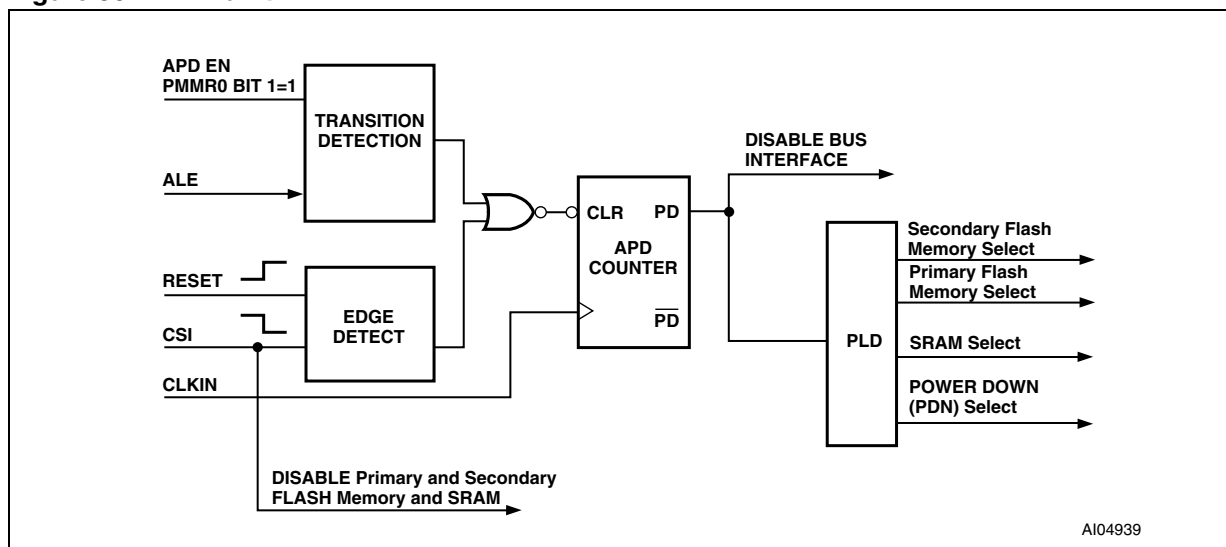 APD EN
PMMR0 BIT 1=1
TRANSITION
DETECTION
ALE
RESET
CSI
EDGE
DETECT
CLKIN
DISABLE Primary and Secondary
FLASH Memory and SRAM
CLR PD
APD
COUNTER
PD
DISABLE BUS
INTERFACE
PLD
Secondary Flash
Memory Select
Primary Flash
Memory Select
SRAM Select
POWER DOWN
(PDN) Select
AI04939